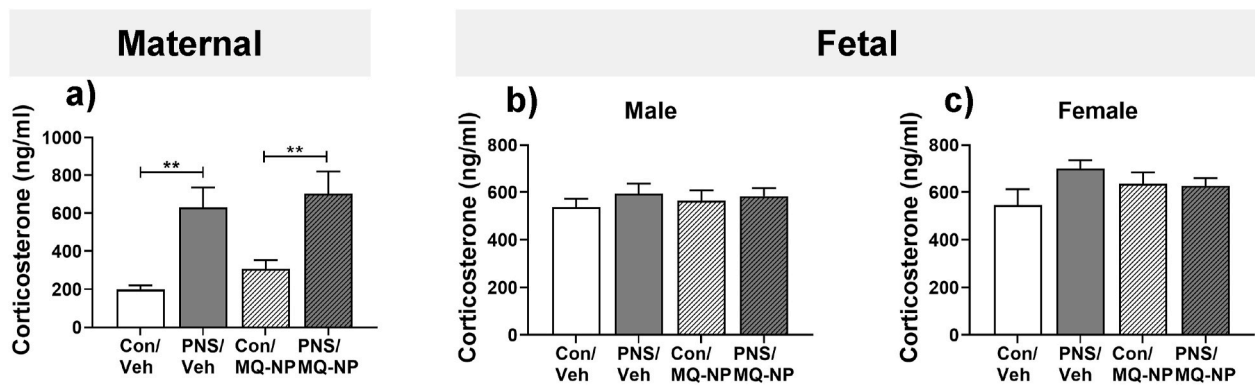 Maternal
Fetal
a)
Corticosterone (ng/ml)
1000
800
600
400
200
0
**
**
Con/ PNS/ Con/ PNS/
Veh Veh MQ-NP MQ-NP
b)
Male
Corticosterone (ng/ml)
800
600
400
200
0
Con/ PNS/ Con/ PNS/
Veh Veh MQ-NP MQ-NP
c)
Female
Corticosterone (ng/ml)
800
600
400
200
0
Con/ PNS/ Con/ PNS/
Veh Veh MQ-NP MQ-NP